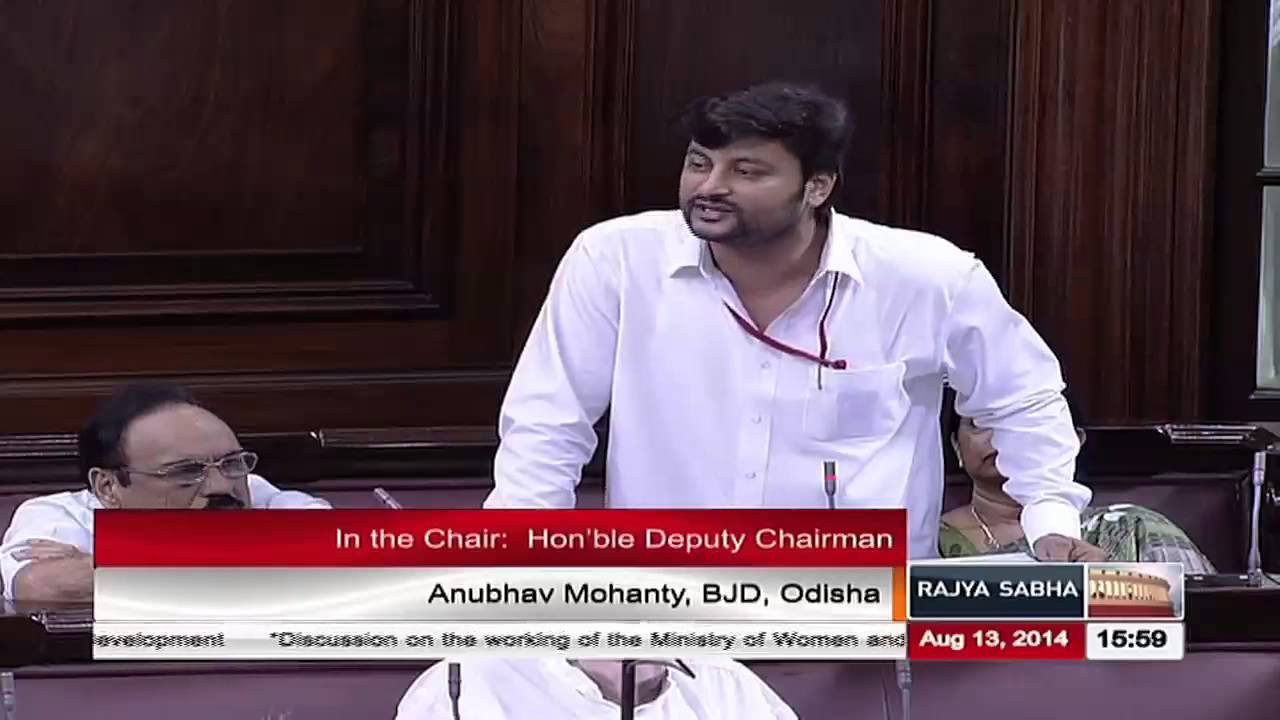 In the Chair: Hon'ble Deputy Chairman
Anubhav Mohanty, BJD, Odisha
RAJYA SABHA
evelopment *Discussion on the working of the Ministry of Women and
Aug 13, 2014 15:59